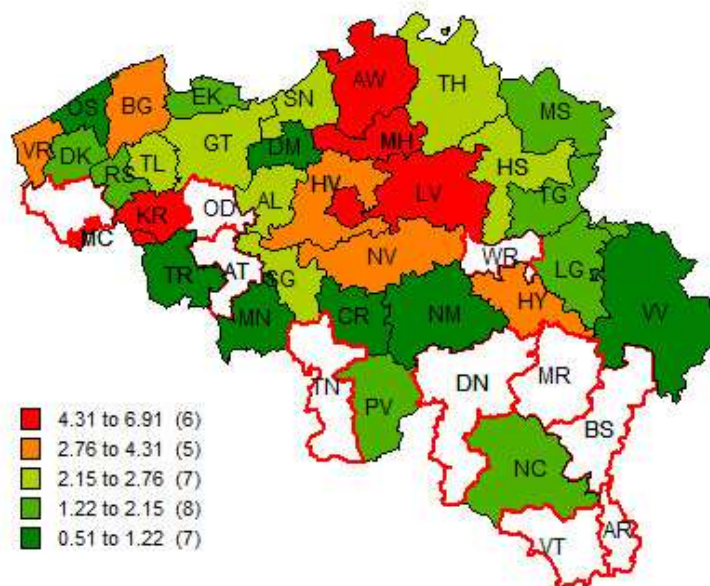 AW
TH
OS
BG
EK
SN
MS
VR
DK
GT
DM
MH
RS
TL
HS
HV
AL
LV
TG
KR
OD
MC
NV
WR
AT
TR
SG
LG
HY
MN
CR
NM
VV
TN
DN
MR
PV
BS
NC
VT
AR
4.31 to 6.91 (6)
2.76 to 4.31 (5)
2.15 to 2.76 (7)
1.22 to 2.15 (8)
0.51 to 1.22 (7)